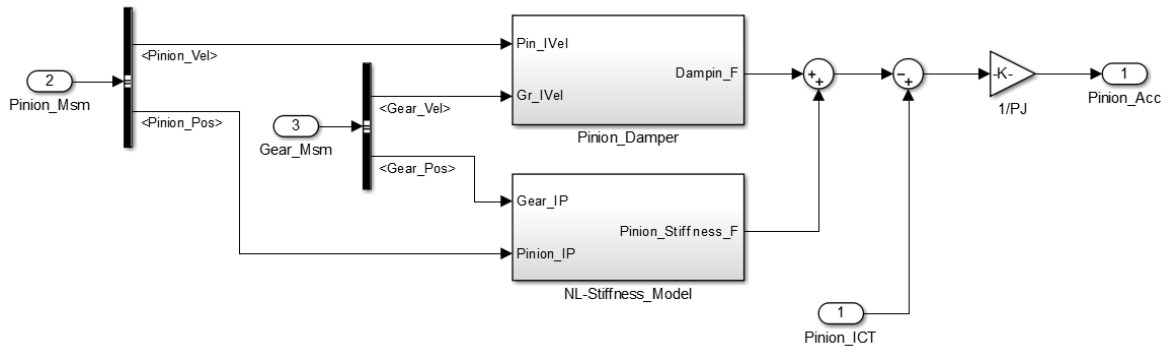 2
Pinion_Msm
<Pinion_Vel>
<Pinion_Pos>
3
Gear_Msm
<Gear_Vel>
<Gear_Pos>
Pin_IVel
Gr_IVel
Dampin_F
Pinion_Damper
Gear_IP
Pinion_IP
Pinion_Stiffness_F
NL-Stiffness_Model
+
+
−
+
1
Pinion_ICT
-K-
1/PJ
1
Pinion_Acc